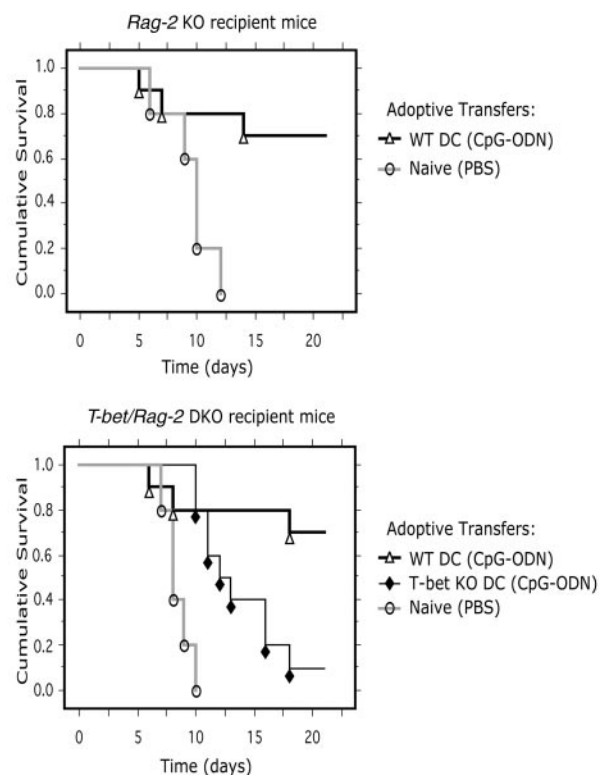 Rag-2 KO recipient mice
Cumulative Survival
1.0
0.8
0.6
0.4
0.2
0.0
0 5 10 15 20
Time (days)
Adoptive Transfers:
WT DC (CpG-ODN)
Naive (PBS)
T-bet/Rag-2 DKO recipient mice
Cumulative Survival
1.0
0.8
0.6
0.4
0.2
0.0
0 5 10 15 20
Time (days)
Adoptive Transfers:
WT DC (CpG-ODN)
T-bet KO DC (CpG-ODN)
Naive (PBS)